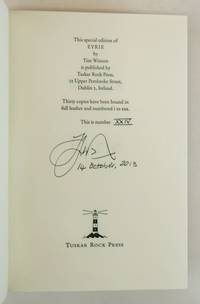 This special edition of
EYRIE
by
Tim Winton
is published by
Tuskar Rock Press,
29 Upper Pembroke Street,
Dublin 2, Ireland.
Thirty copies have been bound in
full leather and numbered i to xxx.
This is number XXIV
14 October, 2013
TUSKAR ROCK PRESS